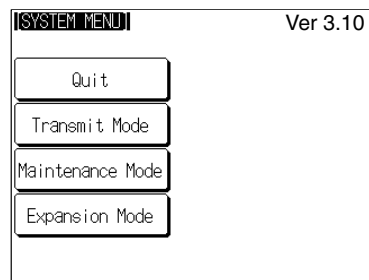 [SYSTEM MENU] Ver 3.10
Quit
Transmit Mode
Maintenance Mode
Expansion Mode